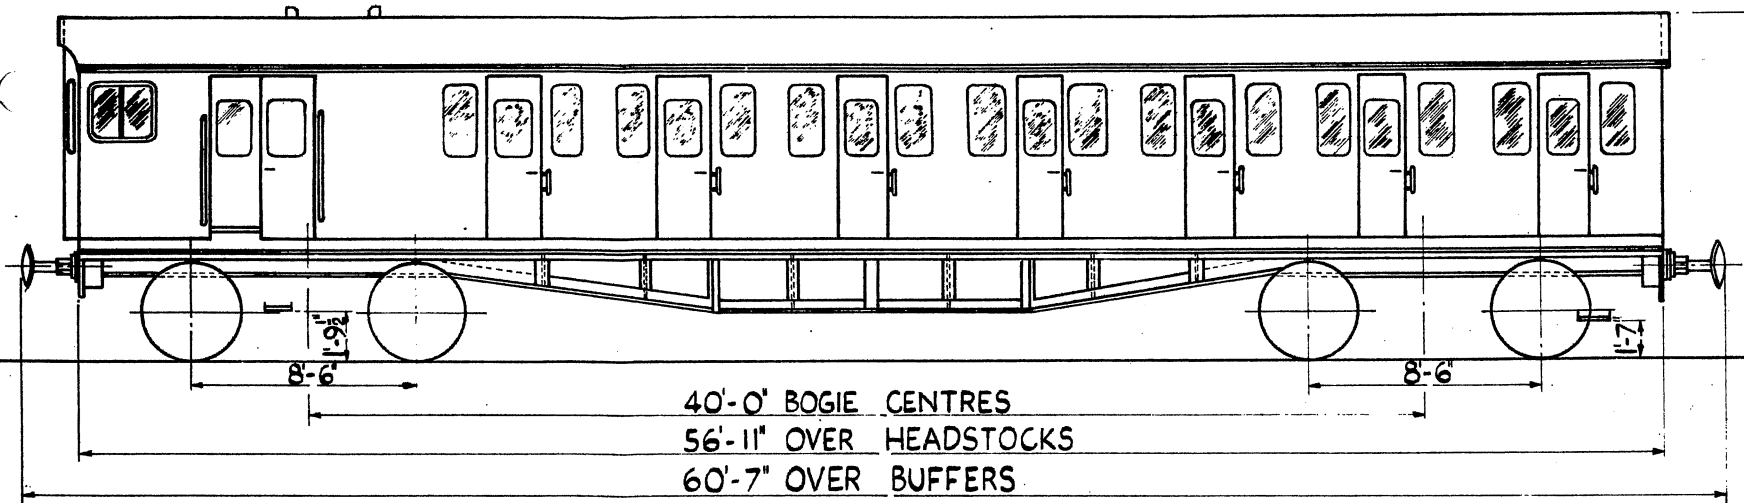 1'-9½"
1'-7"
8'-6"
8'-6"
40'-0" BOGIE CENTRES
56'-11" OVER HEADSTOCKS
60'-7" OVER BUFFERS